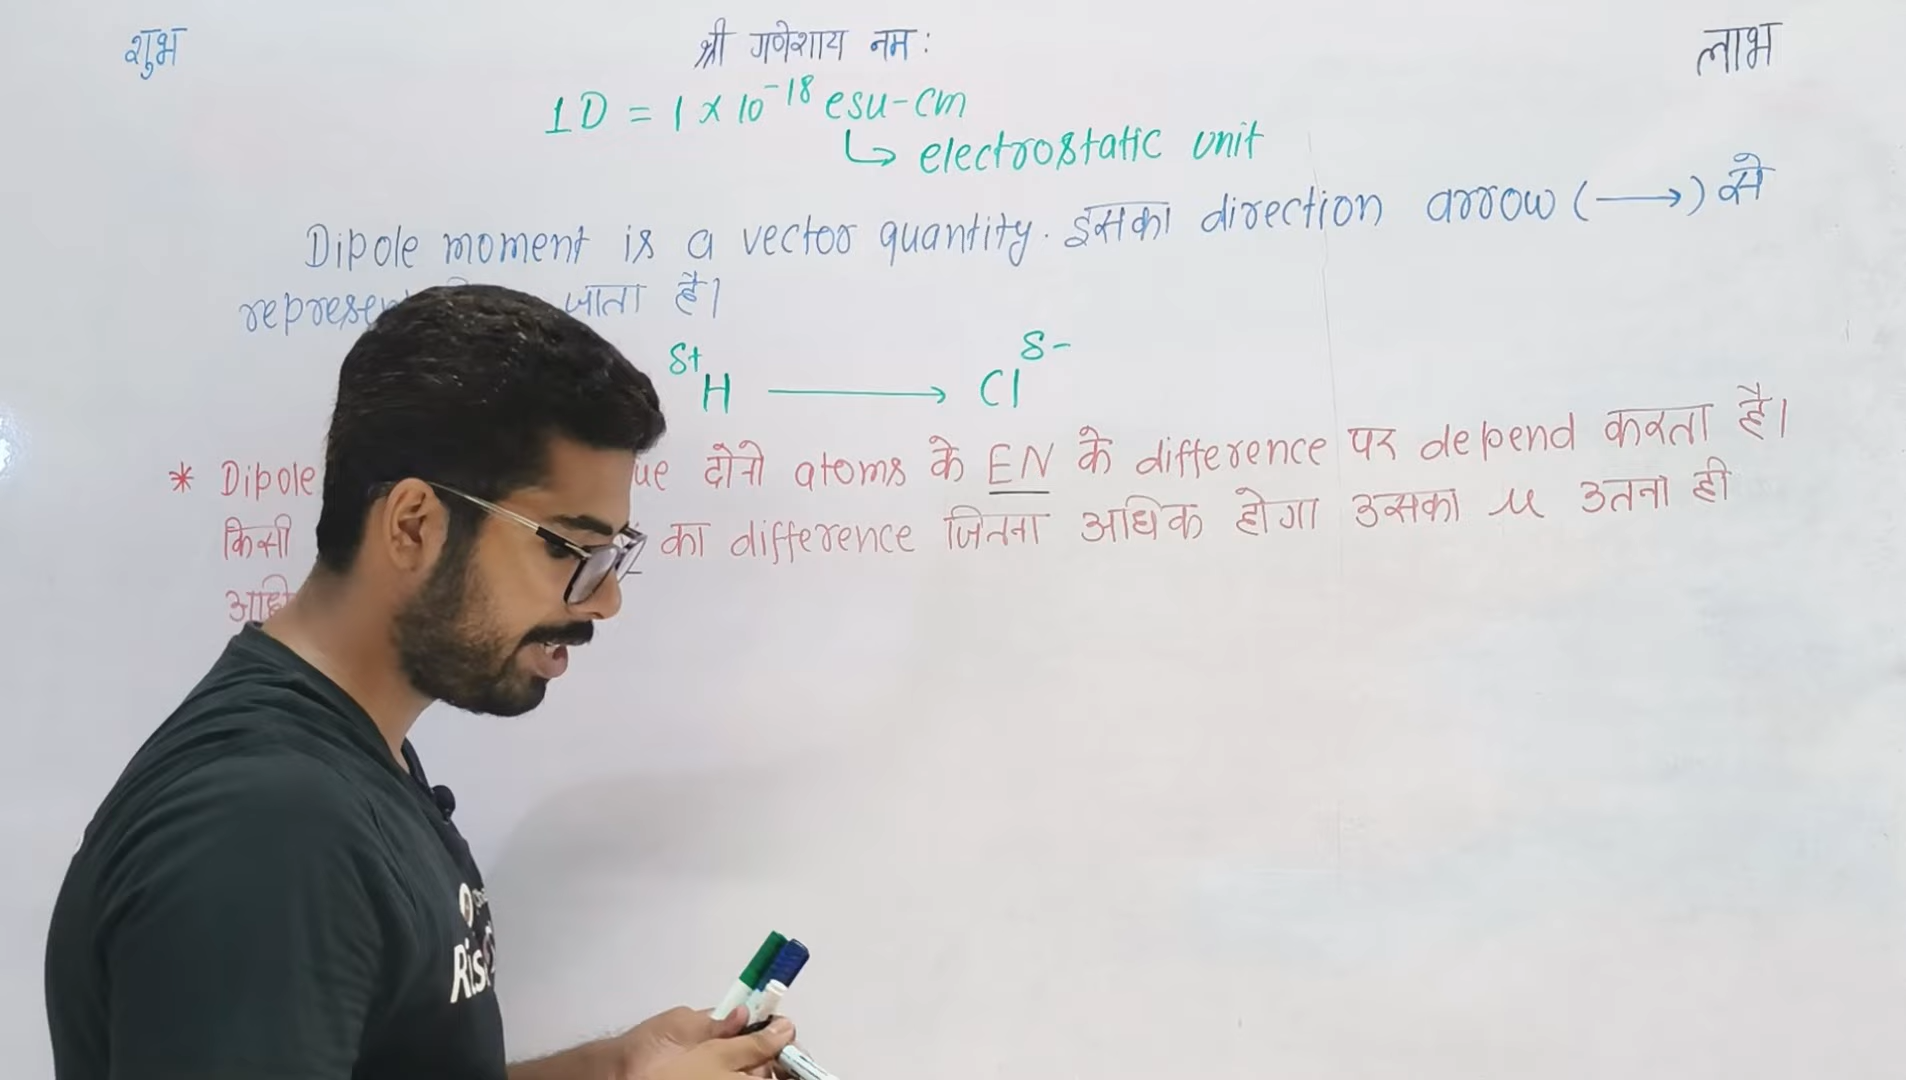 शुभ श्री गणेशाय नम: लाभ
1D = 1 x 10⁻¹⁸ esu-cm
↳ electrostatic unit
Dipole moment is a vector quantity. इसका direction arrow (⟶) से
जाता है।
δ+ H ⟶ Cl δ-
* Dipole दोनो atoms के EN के difference पर depend करता है।
किसी का difference जितना अधिक होगा उसका μ उतना ही